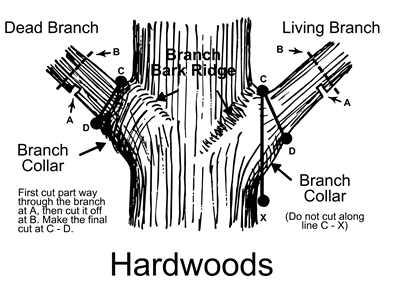 Dead Branch
Living Branch
B
B
Branch
Bark Ridge
C
C
A
A
D
D
Branch
Collar
Branch
Collar
First cut part way
through the branch
at A, then cut it off
at B. Make the final
cut at C - D.
X
(Do not cut along
line C - X)
Hardwoods